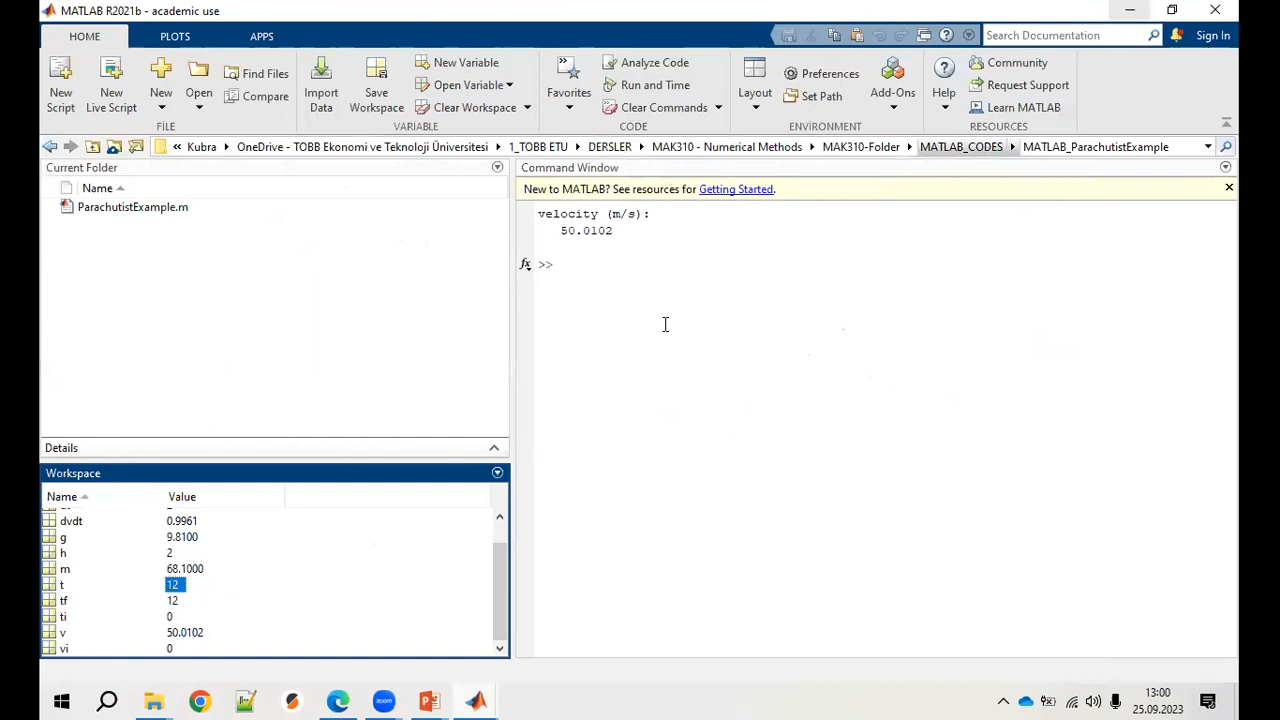 MATLAB R2021b - academic use
HOME PLOTS APPS
Search Documentation Sign In
New Script
New Live Script
New
Open
Find Files
Compare
FİLE
Import Data
Save Workspace
New Variable
Open Variable
Clear Workspace
VARIABLE
Favorites
Analyze Code
Run and Time
Clear Commands
CODE
Layout
Preferences
Set Path
Add-Ons
ENVIRONMENT
Help
Community
Request Support
Learn MATLAB
RESOURCES
Kubra OneDrive - TOBB Ekonomi ve Teknoloji Üniversitesi 1_TOBB ETU DERSLER MAK310 - Numerical Methods MAK310-Folder MATLAB_CODES MATLAB_ParachutistExample
Current Folder
Name
ParachutistExample.m
Details
Workspace
Name Value
dvdt 0.9961
g 9.8100
h 2
m 68.1000
t 12
tf 12
ti 0
v 50.0102
vi 0
Command Window
New to MATLAB? See resources for Getting Started.
velocity (m/s):
50.0102
fx >>
zoom
13:00
25.09.2023